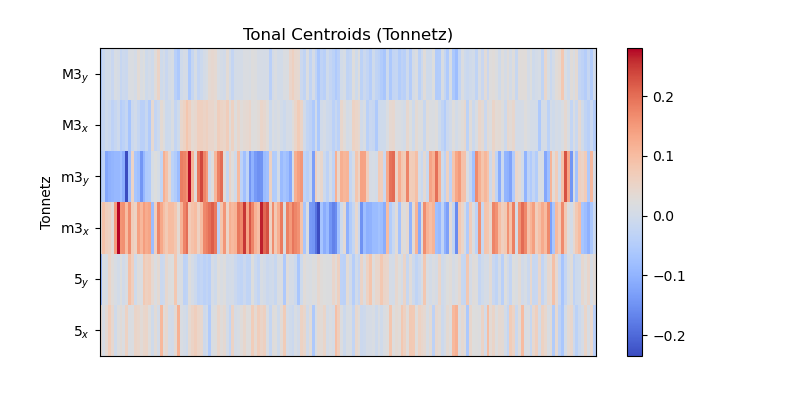 Tonal Centroids (Tonnetz)
Tonnetz
M3y
M3x
m3y
m3x
5y
5x
0.2
0.1
0.0
−0.1
−0.2